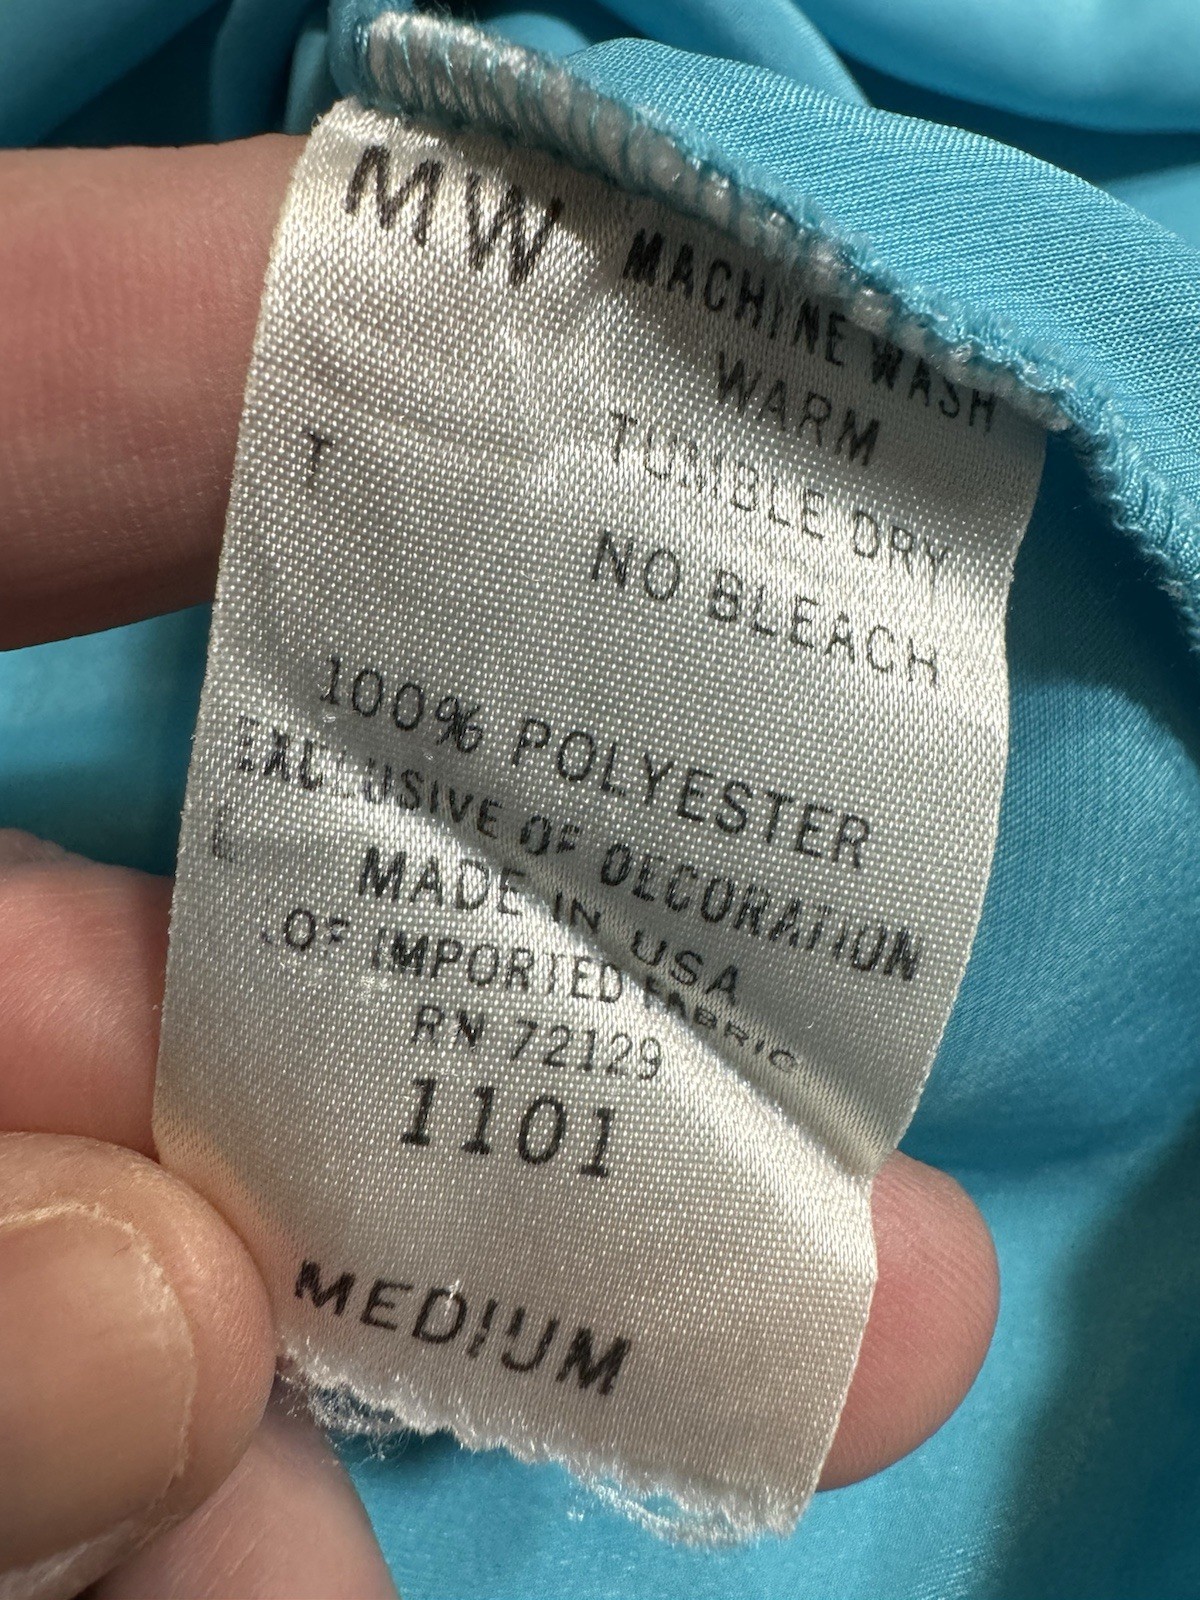 MW
MACHINE WASH
WARM
T
TUMBLE DRY
NO BLEACH
100% POLYESTER
EXCLUSIVE OF DECORATION
L
MADE IN USA
OF IMPORTED FABRIC
RN 72129
1101
MEDIUM